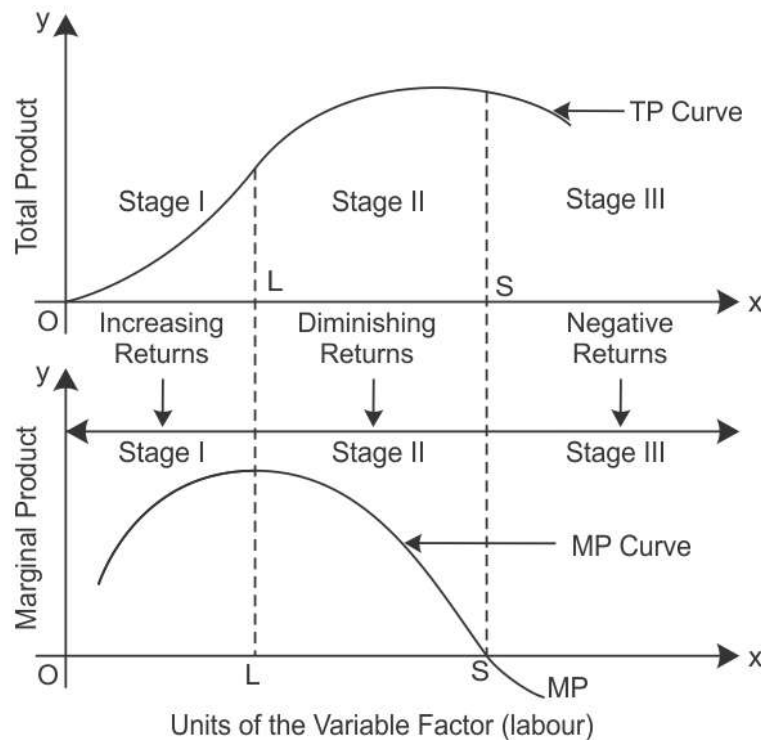 y
Total Product
TP Curve
Stage I
Stage II
Stage III
L
S
O
x
Increasing
Returns
Diminishing
Returns
Negative
Returns
y
Marginal Product
Stage I
Stage II
Stage III
MP Curve
O
L
S
x
MP
Units of the Variable Factor (labour)